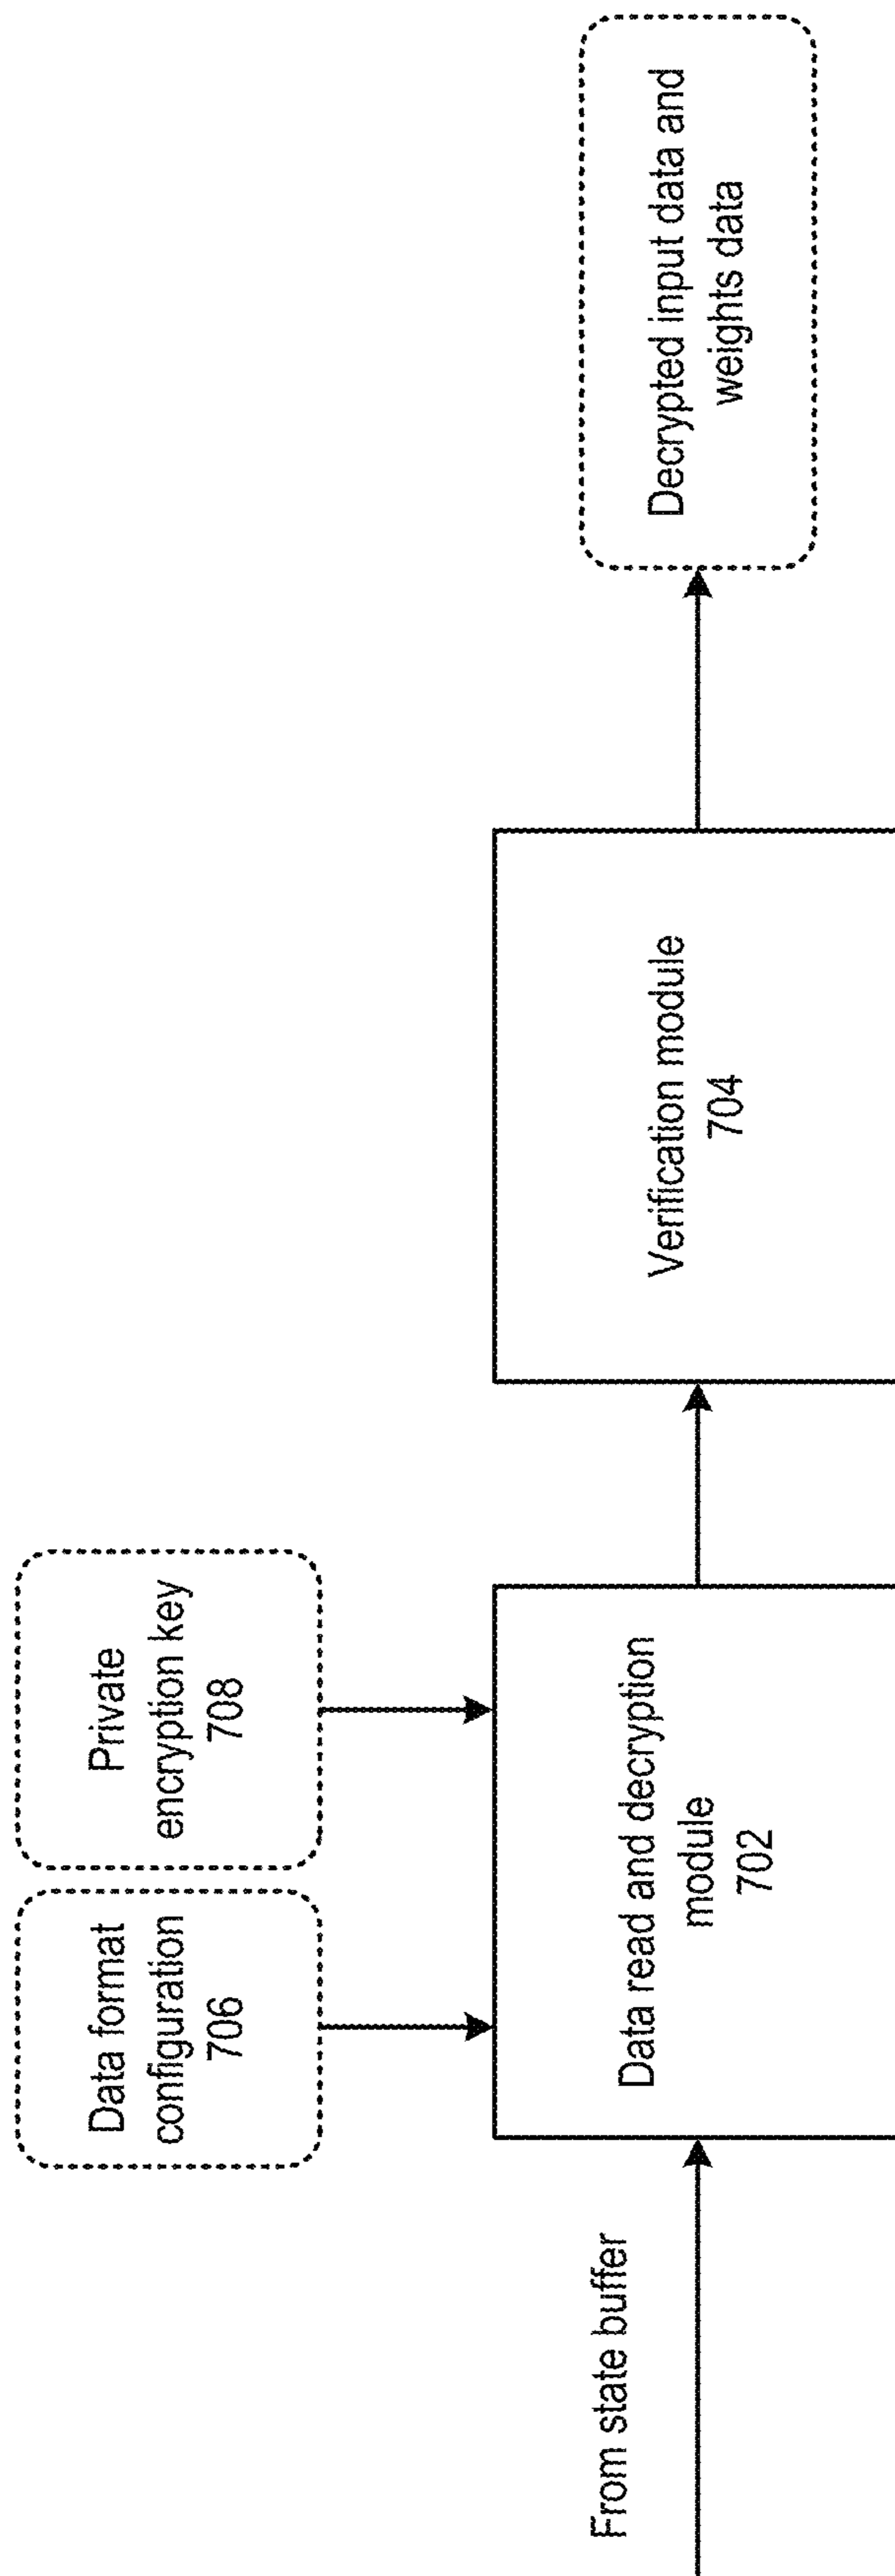 From state buffer
Data format
configuration
706
Private
encryption key
708
Data read and decryption
module
702
Verification module
704
Decrypted input data and
weights data